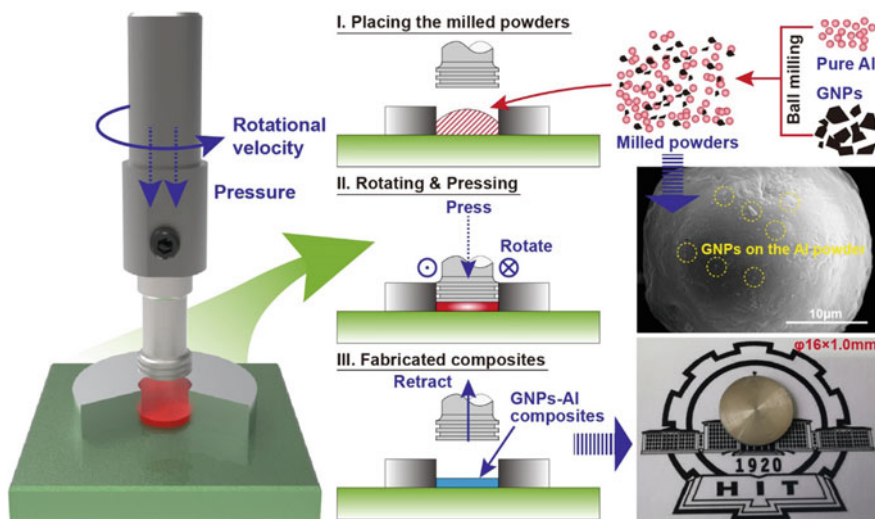 Rotational
velocity
Pressure
I. Placing the milled powders
Ball milling
Pure Al
GNPs
Milled powders
II. Rotating & Pressing
Press
Rotate
GNPs on the Al powder
10μm
III. Fabricated composites
Retract
GNPs-Al
composites
φ16×1.0mm
1920
HIT